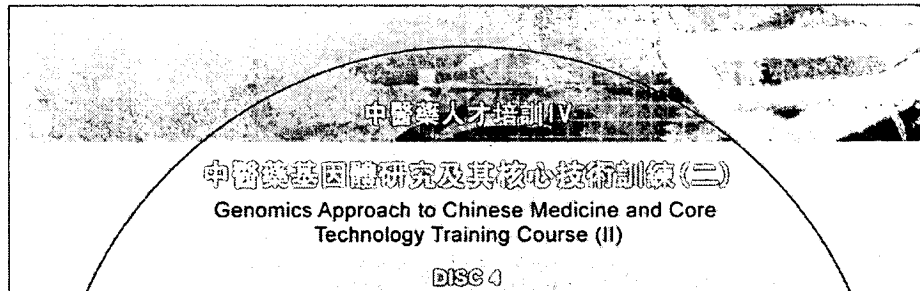 中醫藥人才培訓IV
中醫藥基因體研究及其核心技術訓練(二)
Genomics Approach to Chinese Medicine and Core
Technology Training Course (II)
DISC 4